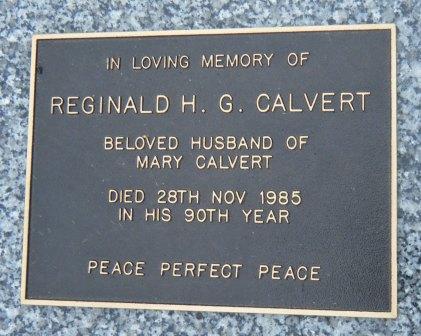 IN LOVING MEMORY OF
REGINALD H. G. CALVERT
BELOVED HUSBAND OF
MARY CALVERT
DIED 28TH NOV 1985
IN HIS 90TH YEAR
PEACE PERFECT PEACE